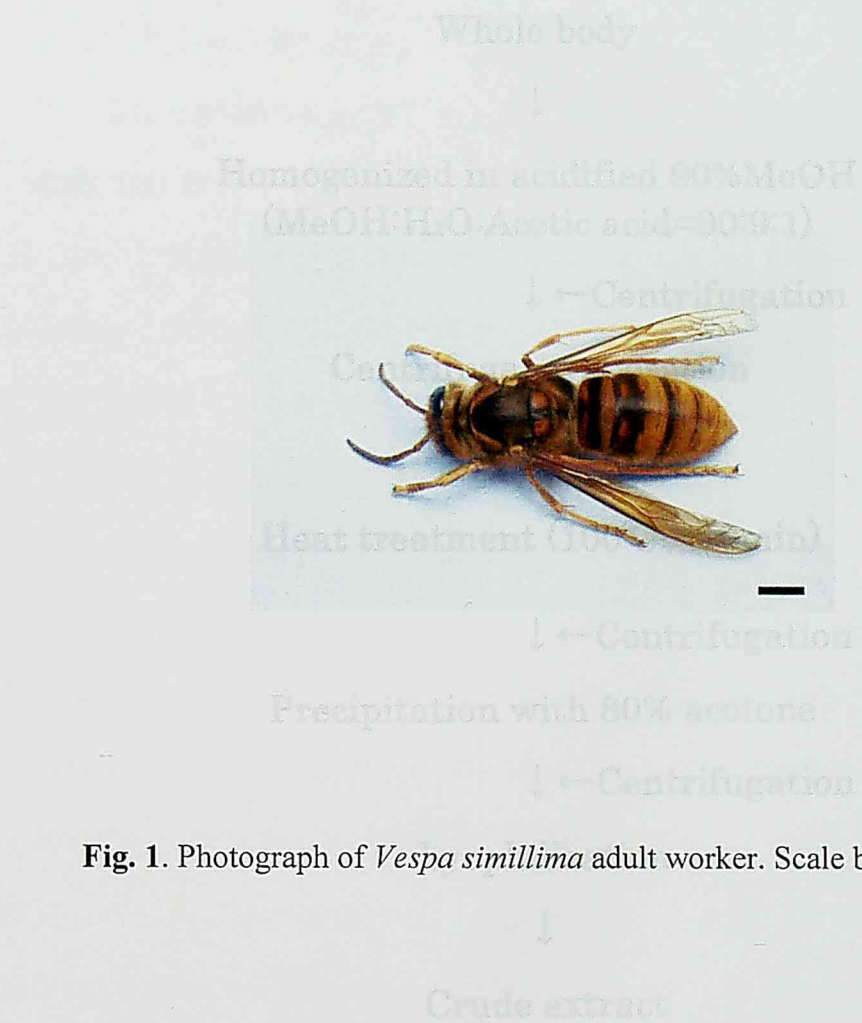 Whole body
↓
Homogenized in acidified 90%MeOH
(MeOH:H₂O:Acetic acid=90:9:1)
↓ ←Centrifugation
Heat treatment (100
↓ ←Centrifugation
Precipitation with 80% acetone
↓ ←Centrifugation
Fig. 1. Photograph of Vespa simillima adult worker. Scale b
↓
Crude extract